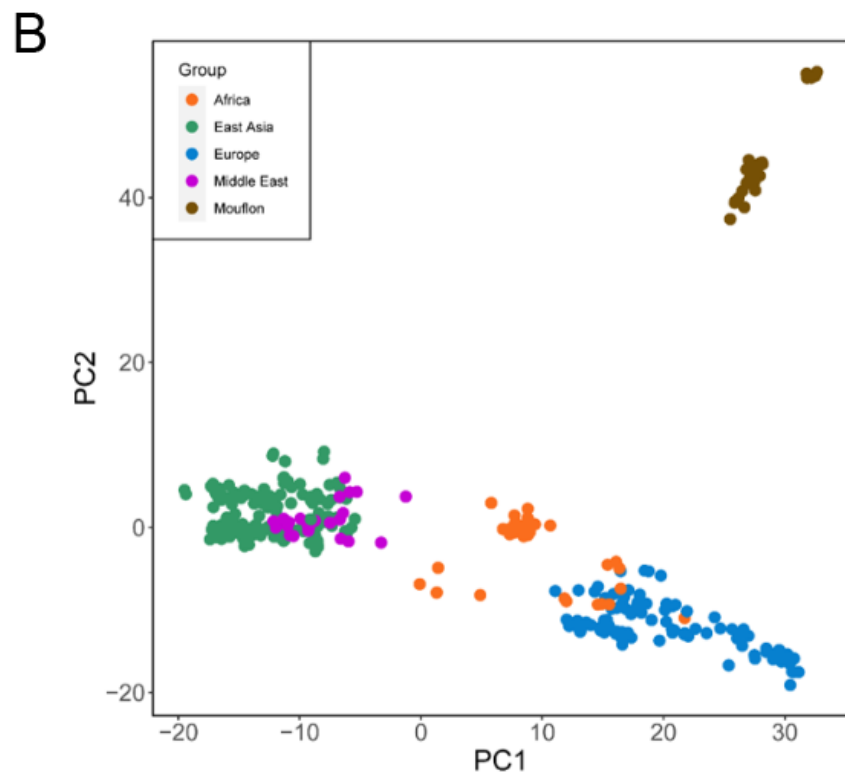 B
Group
Africa
East Asia
Europe
Middle East
Mouflon
40
20
0
−20
PC2
−20 −10 0 10 20 30
PC1